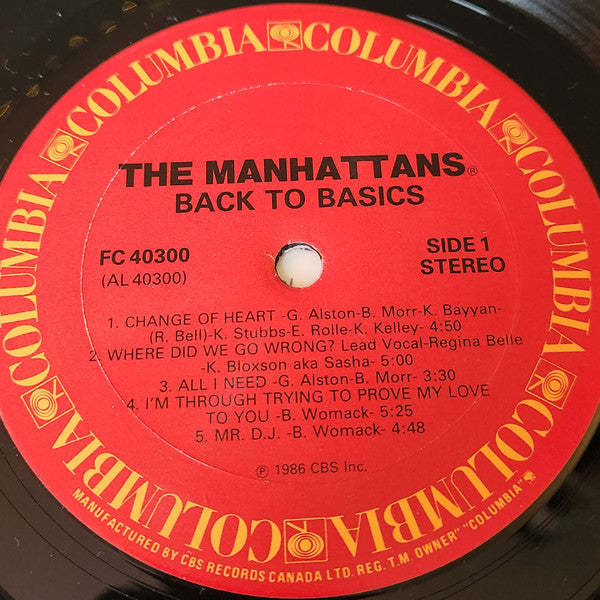 COLUMBIA COLUMBIA COLUMBIA COLUMBIA COLUMBIA COLUMBIA
THE MANHATTANS®
BACK TO BASICS
FC 40300
(AL 40300)
SIDE 1
STEREO
1. CHANGE OF HEART -G. Alston-B. Morr-K. Bayyan-
(R. Bell)-K. Stubbs-E. Rolle-K. Kelley- 4:50
2. WHERE DID WE GO WRONG? Lead Vocal-Regina Belle
-K. Bloxson aka Sasha- 5:00
3. ALL I NEED -G. Alston-B. Morr- 3:30
4. I'M THROUGH TRYING TO PROVE MY LOVE
TO YOU -B. Womack- 5:25
5. MR. D.J. -B. Womack- 4:48
℗ 1986 CBS Inc.
MANUFACTURED BY CBS RECORDS CANADA LTD. REG. T.M. OWNER "COLUMBIA"